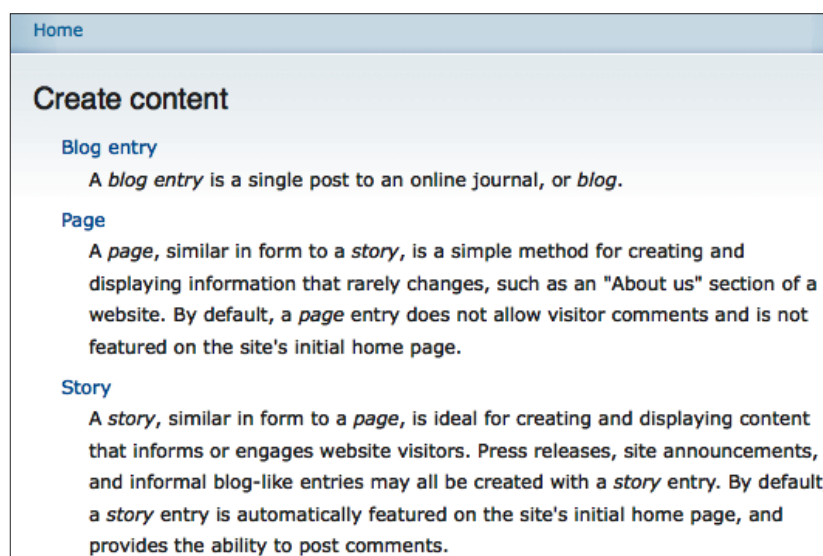 Home
Create content
Blog entry
A blog entry is a single post to an online journal, or blog.
Page
A page, similar in form to a story, is a simple method for creating and
displaying information that rarely changes, such as an "About us" section of a
website. By default, a page entry does not allow visitor comments and is not
featured on the site's initial home page.
Story
A story, similar in form to a page, is ideal for creating and displaying content
that informs or engages website visitors. Press releases, site announcements,
and informal blog-like entries may all be created with a story entry. By default
a story entry is automatically featured on the site's initial home page, and
provides the ability to post comments.